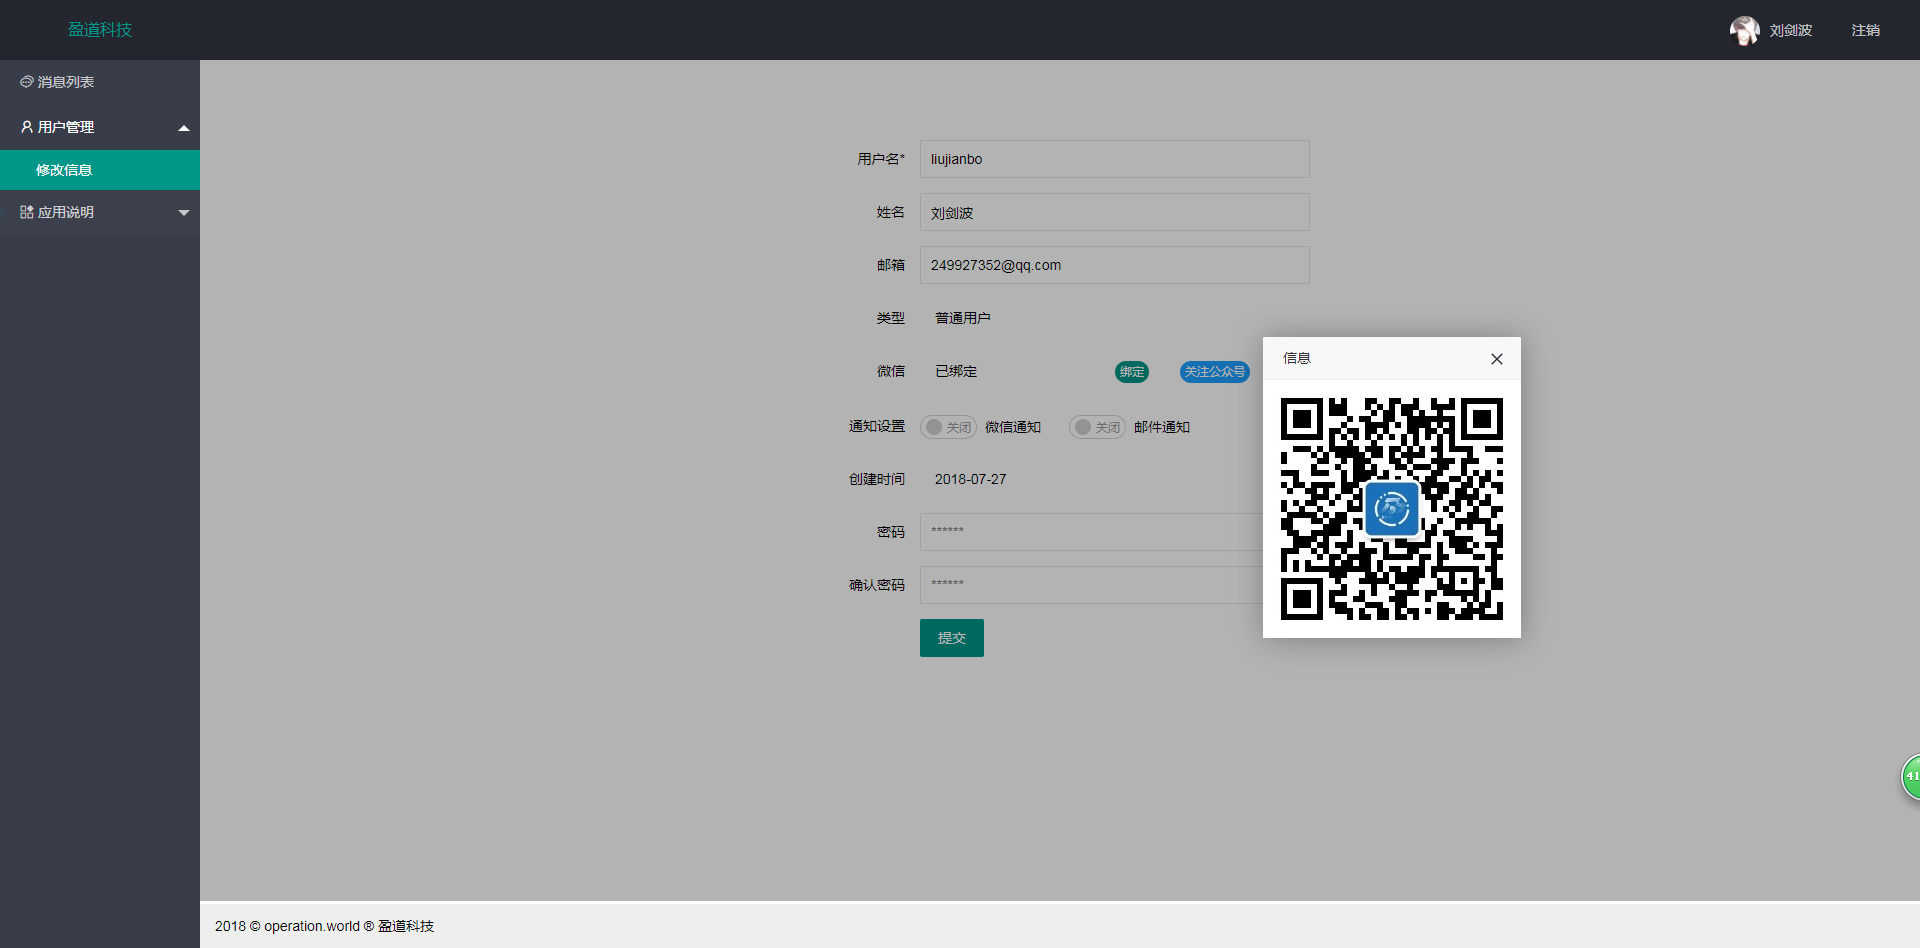 盈道科技
刘剑波 注销
消息列表
用户管理
修改信息
应用说明
用户名* liujianbo
姓名 刘剑波
邮箱 249927352@qq.com
类型 普通用户
微信 已绑定 绑定 关注公众号
通知设置 关闭 微信通知 关闭 邮件通知
创建时间 2018-07-27
密码 ******
确认密码 ******
提交
信息
41
2018 © operation.world ® 盈道科技